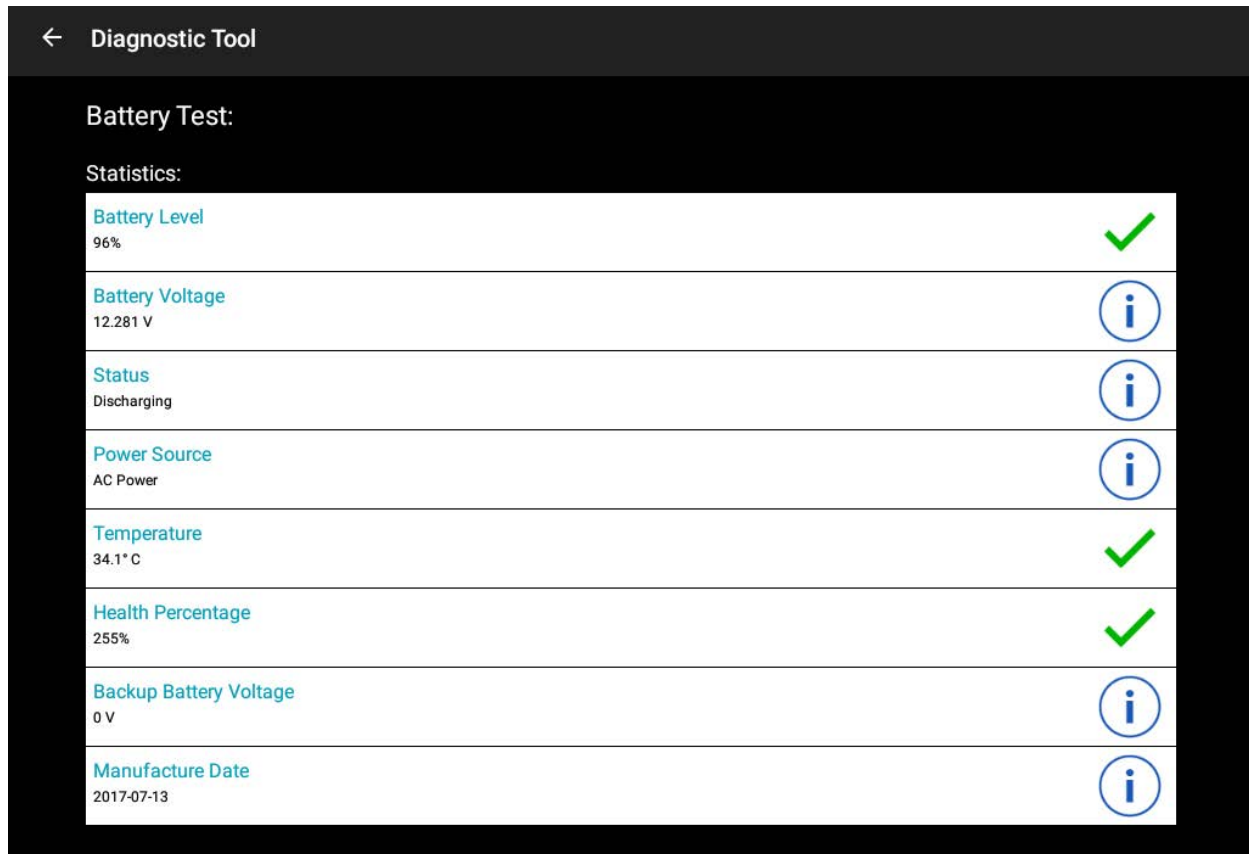 Diagnostic Tool
Battery Test:
Statistics:
Battery Level
96%
Battery Voltage
12.281 V
Status
Discharging
Power Source
AC Power
Temperature
34.1° C
Health Percentage
255%
Backup Battery Voltage
0 V
Manufacture Date
2017-07-13